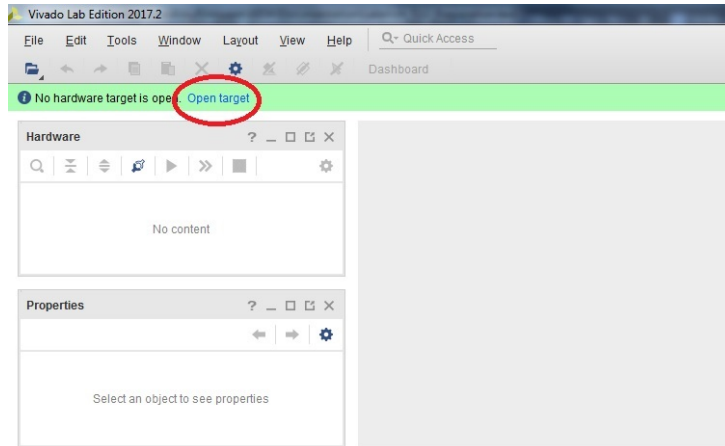 Vivado Lab Edition 2017.2
File Edit Tools Window Layout View Help Quick Access
Dashboard
No hardware target is open. Open target
Hardware
No content
Properties
Select an object to see properties